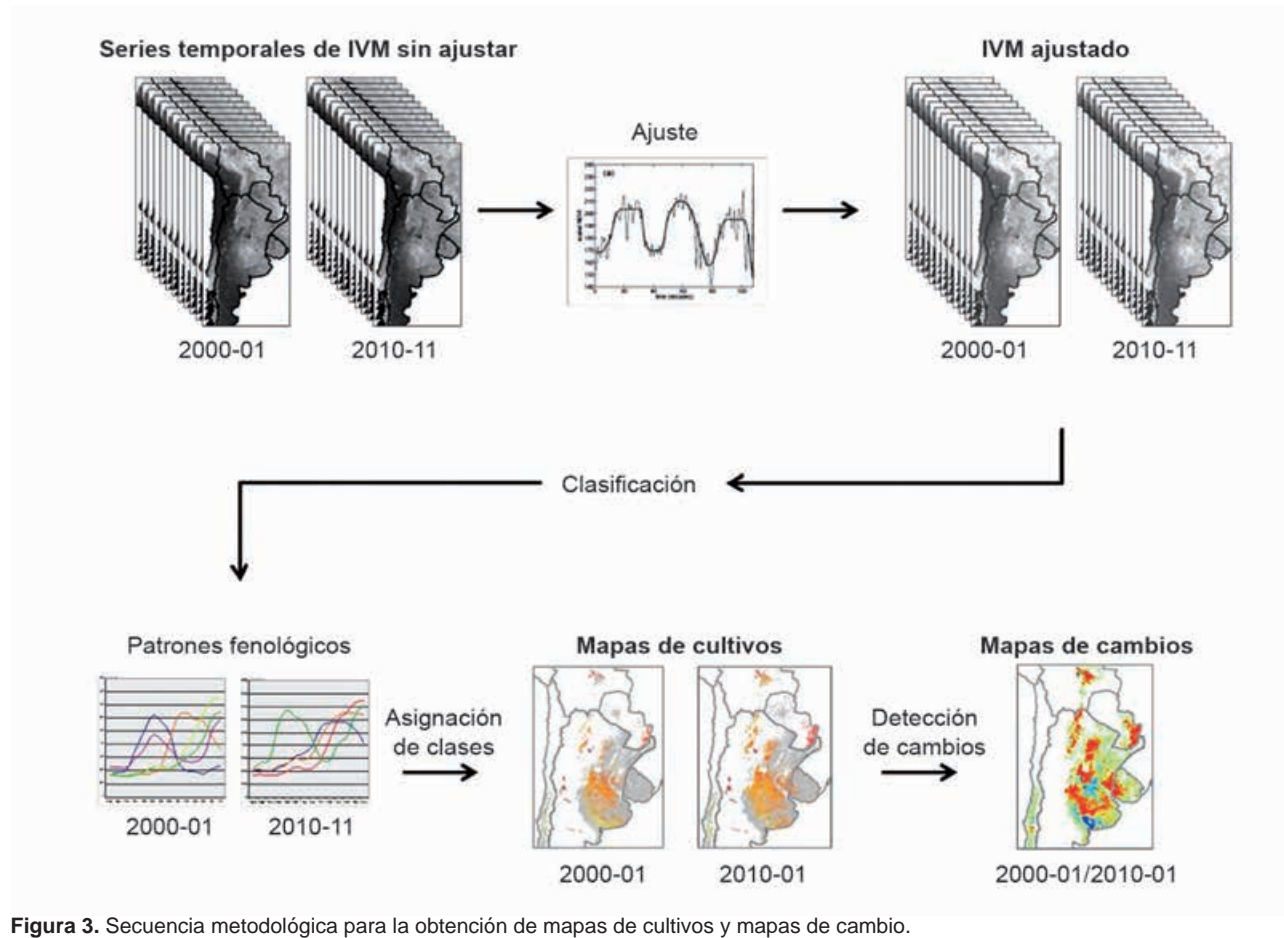 Series temporales de IVM sin ajustar
IVM ajustado
Ajuste
2000-01
2010-11
2000-01
2010-11
Clasificación
Patrones fenológicos
Mapas de cultivos
Mapas de cambios
Asignación
de clases
Detección
de cambios
2000-01
2010-11
2000-01
2010-01
2000-01/2010-01
Figura 3. Secuencia metodológica para la obtención de mapas de cultivos y mapas de cambio.